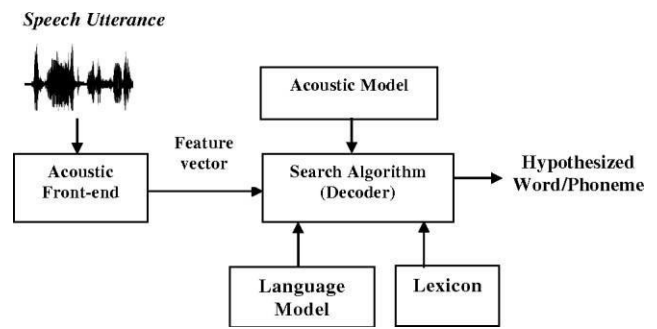 Speech Utterance
Acoustic Model
Feature
vector
Acoustic
Front-end
Search Algorithm
(Decoder)
Hypothesized
Word/Phoneme
Language
Model
Lexicon